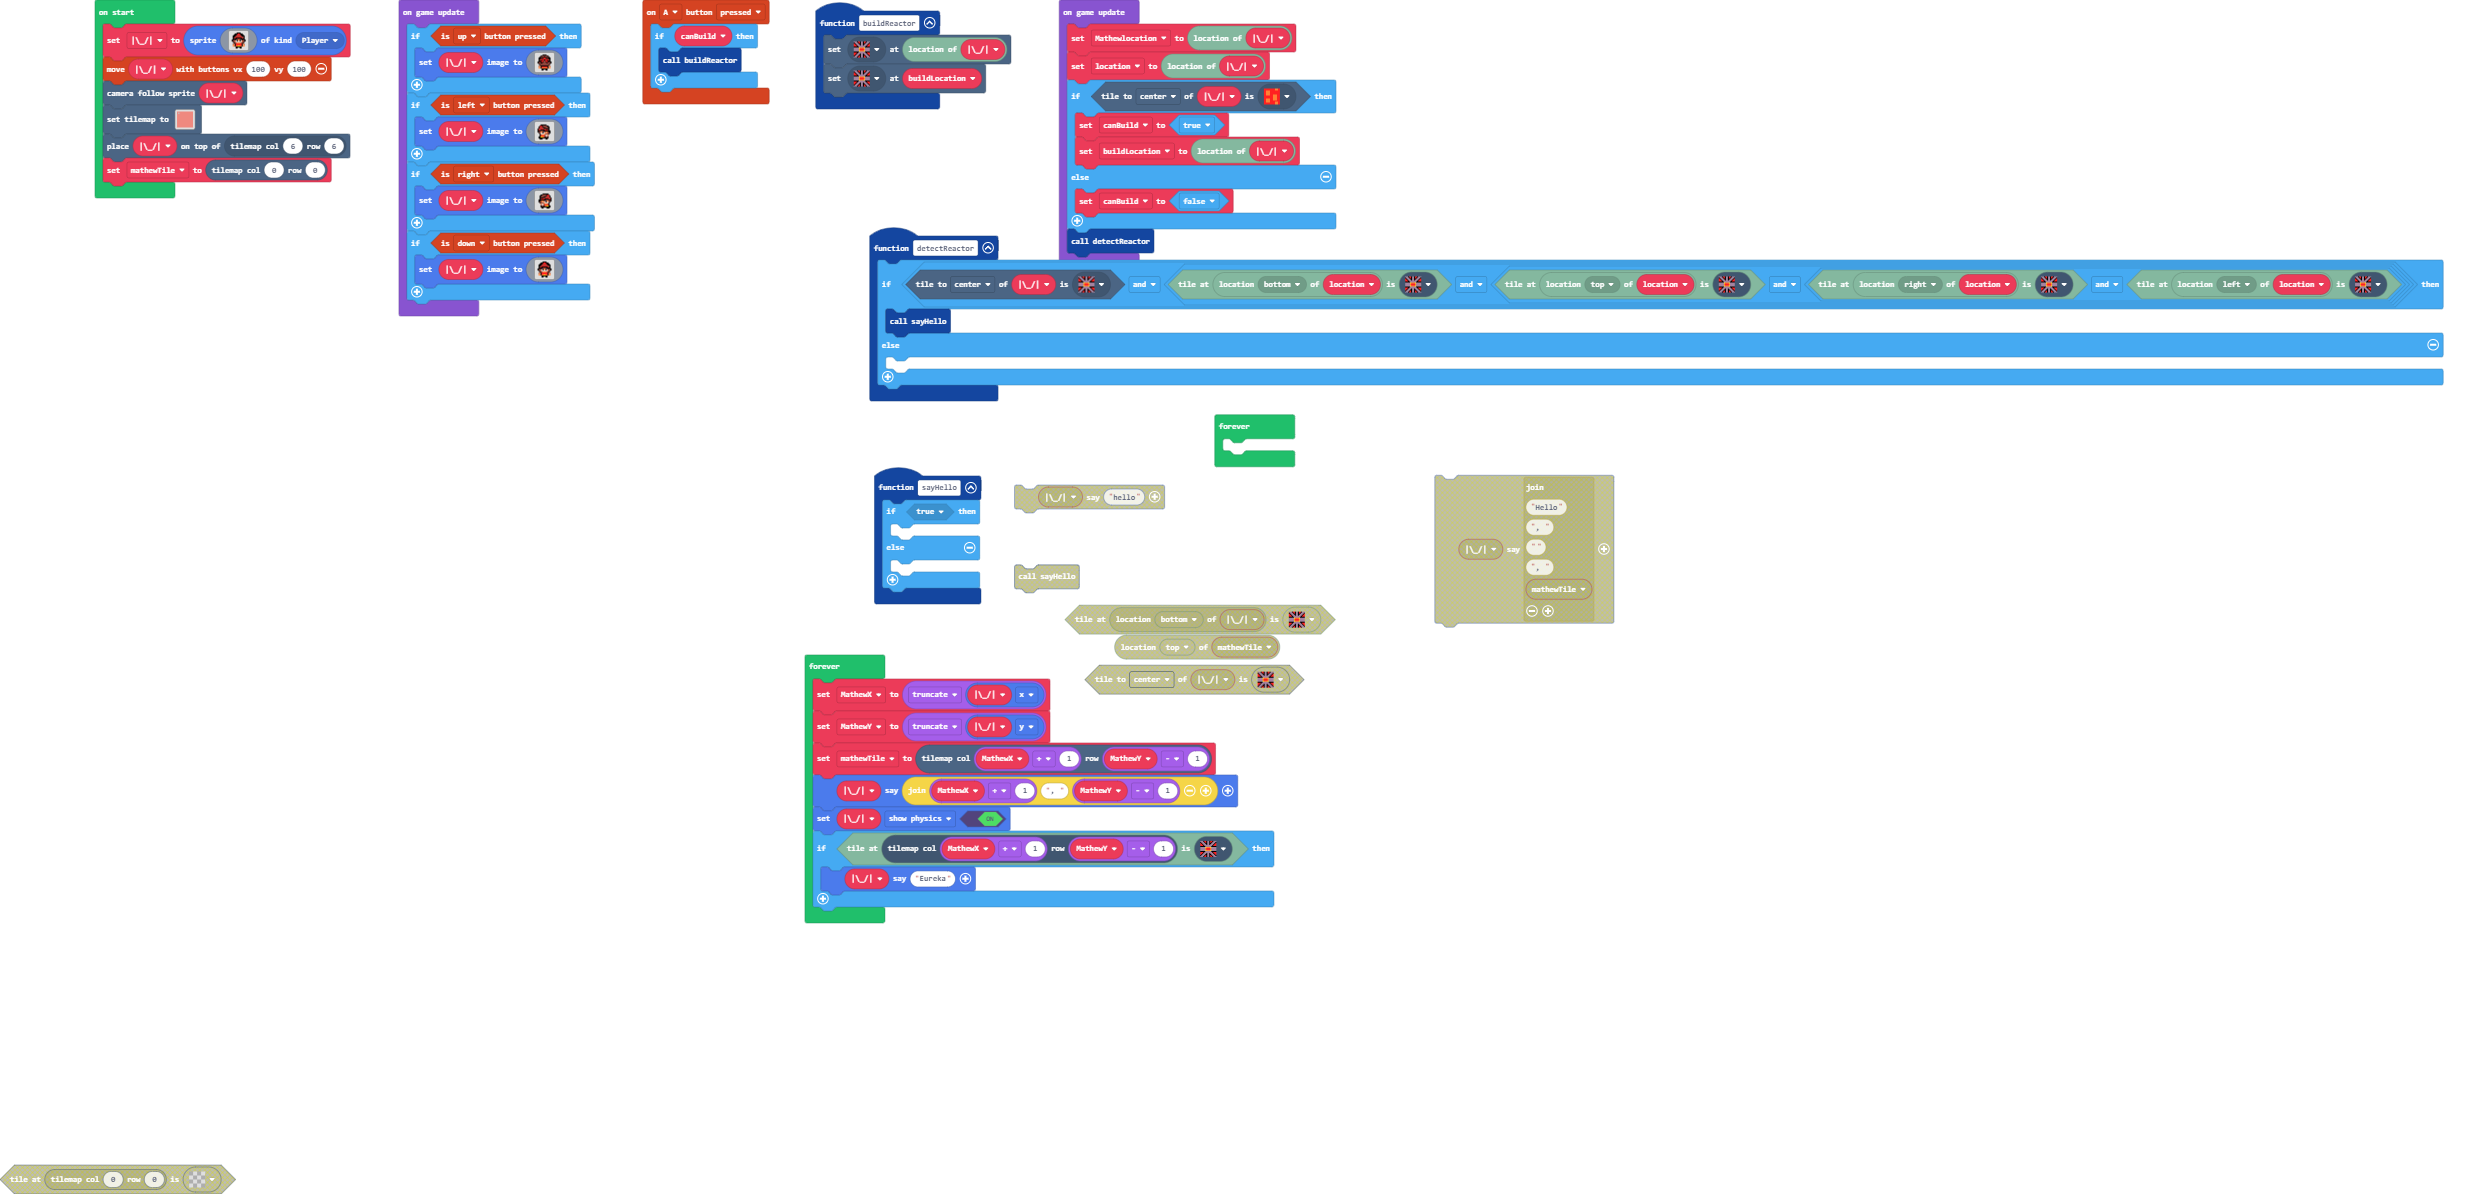 on start
set |\_/| to sprite of kind Player
move |\_/| with buttons vx 100 vy 100
camera follow sprite |\_/|
set tilemap to
place |\_/| on top of tilemap col 6 row 6
set mathewTile to tilemap col 0 row 0
on game update
if is up button pressed then
set |\_/| image to
if is left button pressed then
set |\_/| image to
if is right button pressed then
set |\_/| image to
if is down button pressed then
set |\_/| image to
on A button pressed
if canBuild then
call buildReactor
function buildReactor
set at location of |\_/|
set at buildLocation
on game update
set Mathewlocation to location of |\_/|
set location to location of |\_/|
if tile to center of |\_/| is then
set canBuild to true
set buildLocation to location of |\_/|
else
set canBuild to false
call detectReactor
function detectReactor
if tile to center of |\_/| is and tile at location bottom of location is and tile at location top of location is and tile at location right of location is and tile at location left of location is then
call sayHello
else
forever
function sayHello
if true then
else
|\_/| say "hello"
call sayHello
|\_/| say
join
"Hello"
", "
" "
", "
mathewTile
tile at location bottom of |\_/| is
location top of mathewTile
tile to center of |\_/| is
forever
set MathewX to truncate |\_/| x
set MathewY to truncate |\_/| y
set mathewTile to tilemap col MathewX + 1 row MathewY - 1
|\_/| say join MathewX + 1 ", " MathewY - 1
set |\_/| show physics ON
if tile at tilemap col MathewX + 1 row MathewY - 1 is then
|\_/| say "Eureka"
tile at tilemap col 0 row 0 is